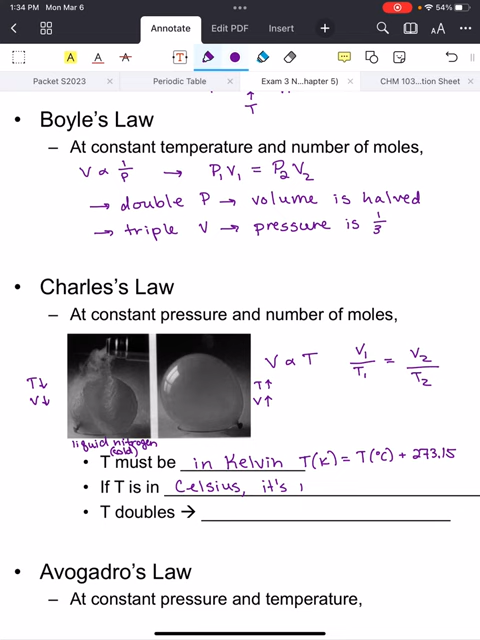 1:34 PM Mon Mar 6
54%
Annotate Edit PDF Insert
Packet S2023 Periodic Table Exam 3 N...hapter 5) CHM 103...tion Sheet
↑
T
• Boyle's Law
– At constant temperature and number of moles,
V ∝ 1/P → P₁V₁ = P₂V₂
→ double P → volume is halved
→ triple V → pressure is 1/3
• Charles's Law
– At constant pressure and number of moles,
V ∝ T V₁/T₁ = V₂/T₂
T↓ T↑
V↓ V↑
liquid nitrogen
(cold)
• T must be in Kelvin T(K) = T(°C) + 273.15
• If T is in Celsius, it's
• T doubles →
• Avogadro's Law
– At constant pressure and temperature,